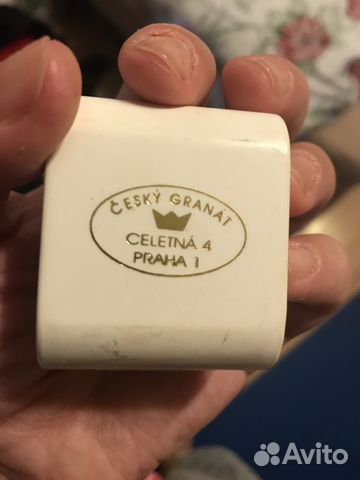 ČESKÝ GRANÁT
CELETNÁ 4
PRAHA 1
Avito